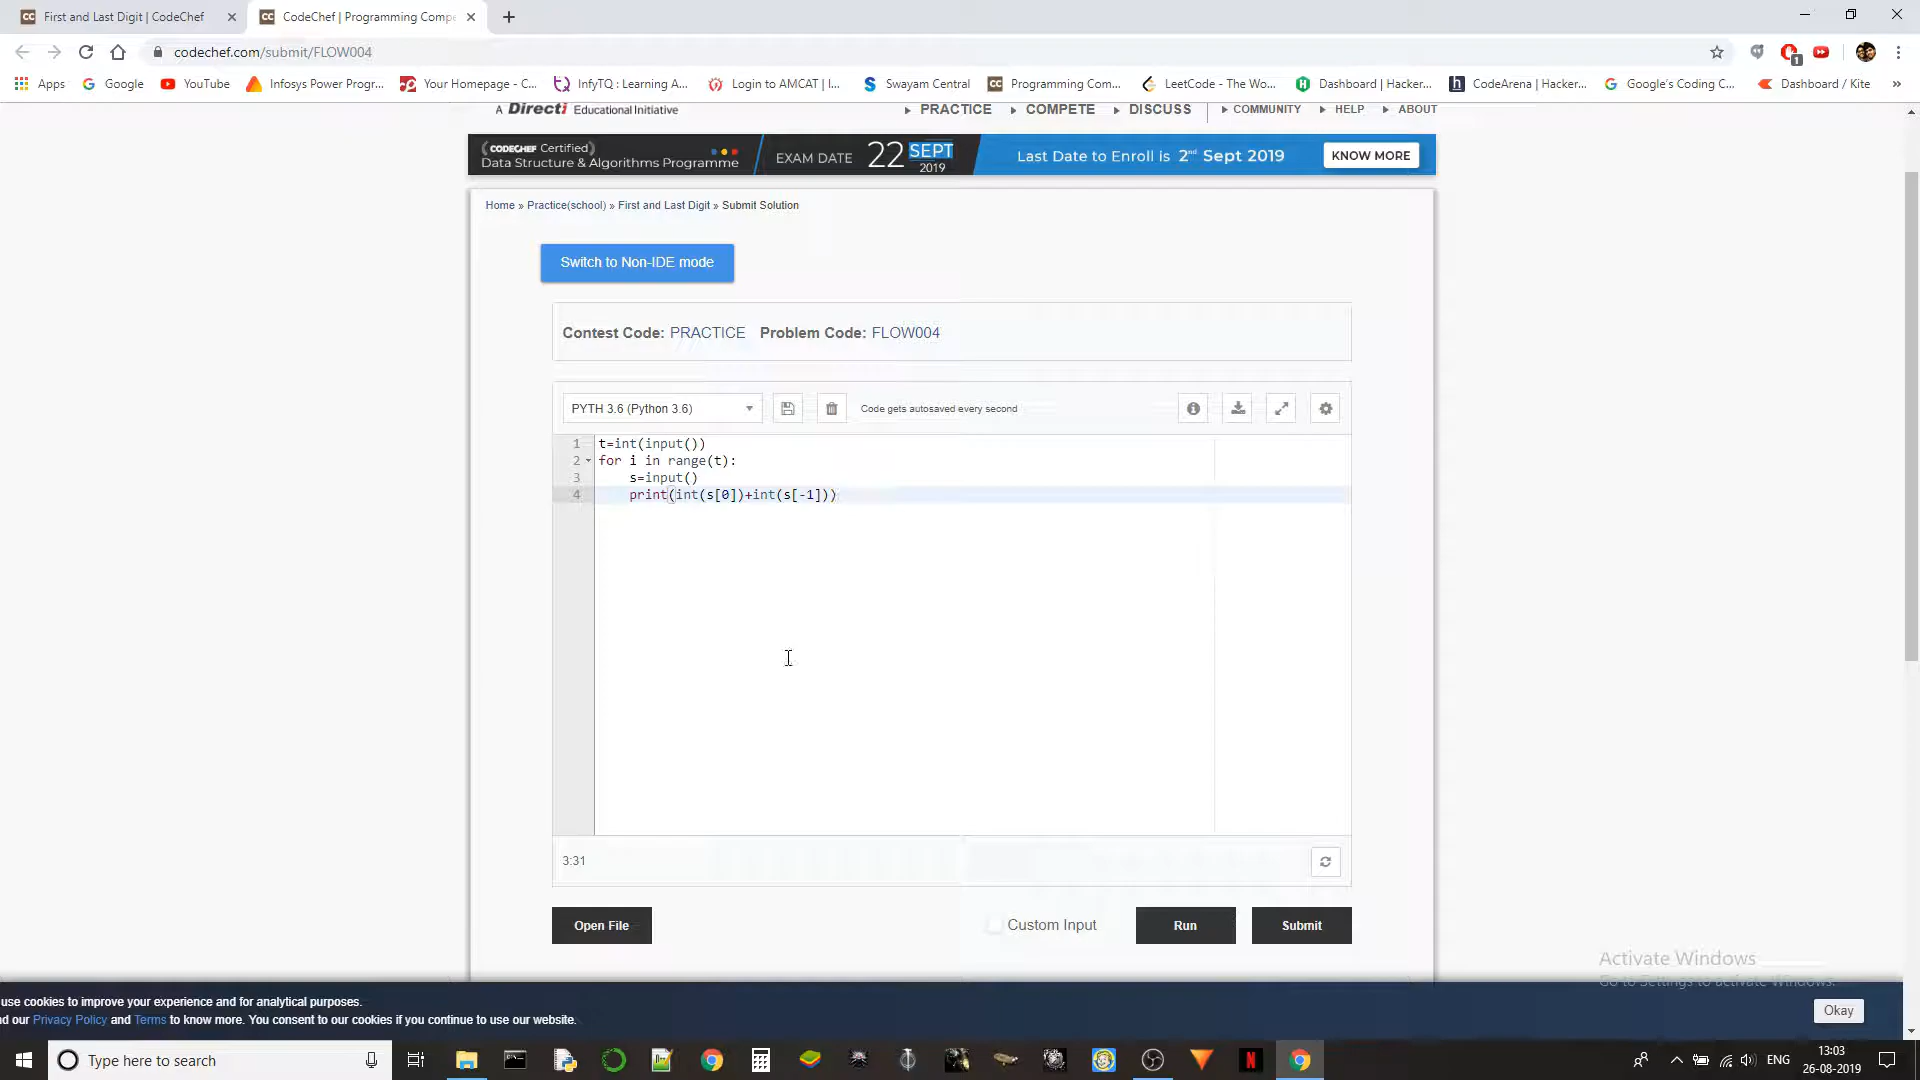 First and Last Digit | CodeChef
CodeChef | Programming Compe
codechef.com/submit/FLOW004
1
Apps
Google
YouTube
Infosys Power Progr...
Your Homepage - C...
InfyTQ : Learning A...
Login to AMCAT | I...
Swayam Central
Programming Com...
LeetCode - The Wo...
Dashboard | Hacker...
CodeArena | Hacker...
Google's Coding C...
Dashboard / Kite
»
A Directi Educational Initiative
PRACTICE
COMPETE
DISCUSS
COMMUNITY
HELP
ABOUT
CODECHEF Certified
Data Structure & Algorithms Programme
EXAM DATE
22
SEPT
2019
Last Date to Enroll is 2nd Sept 2019
KNOW MORE
Home » Practice(school) » First and Last Digit » Submit Solution
Switch to Non-IDE mode
Contest Code: PRACTICE Problem Code: FLOW004
PYTH 3.6 (Python 3.6)
Code gets autosaved every second
1 t=int(input())
2 for i in range(t):
3 s=input()
4 print(int(s[0])+int(s[-1]))
3:31
Open File
Custom Input
Run
Submit
Activate Windows
Go to Settings to activate Windows.
use cookies to improve your experience and for analytical purposes.
nd our Privacy Policy and Terms to know more. You consent to our cookies if you continue to use our website.
Okay
Type here to search
ENG
13:03
26-08-2019